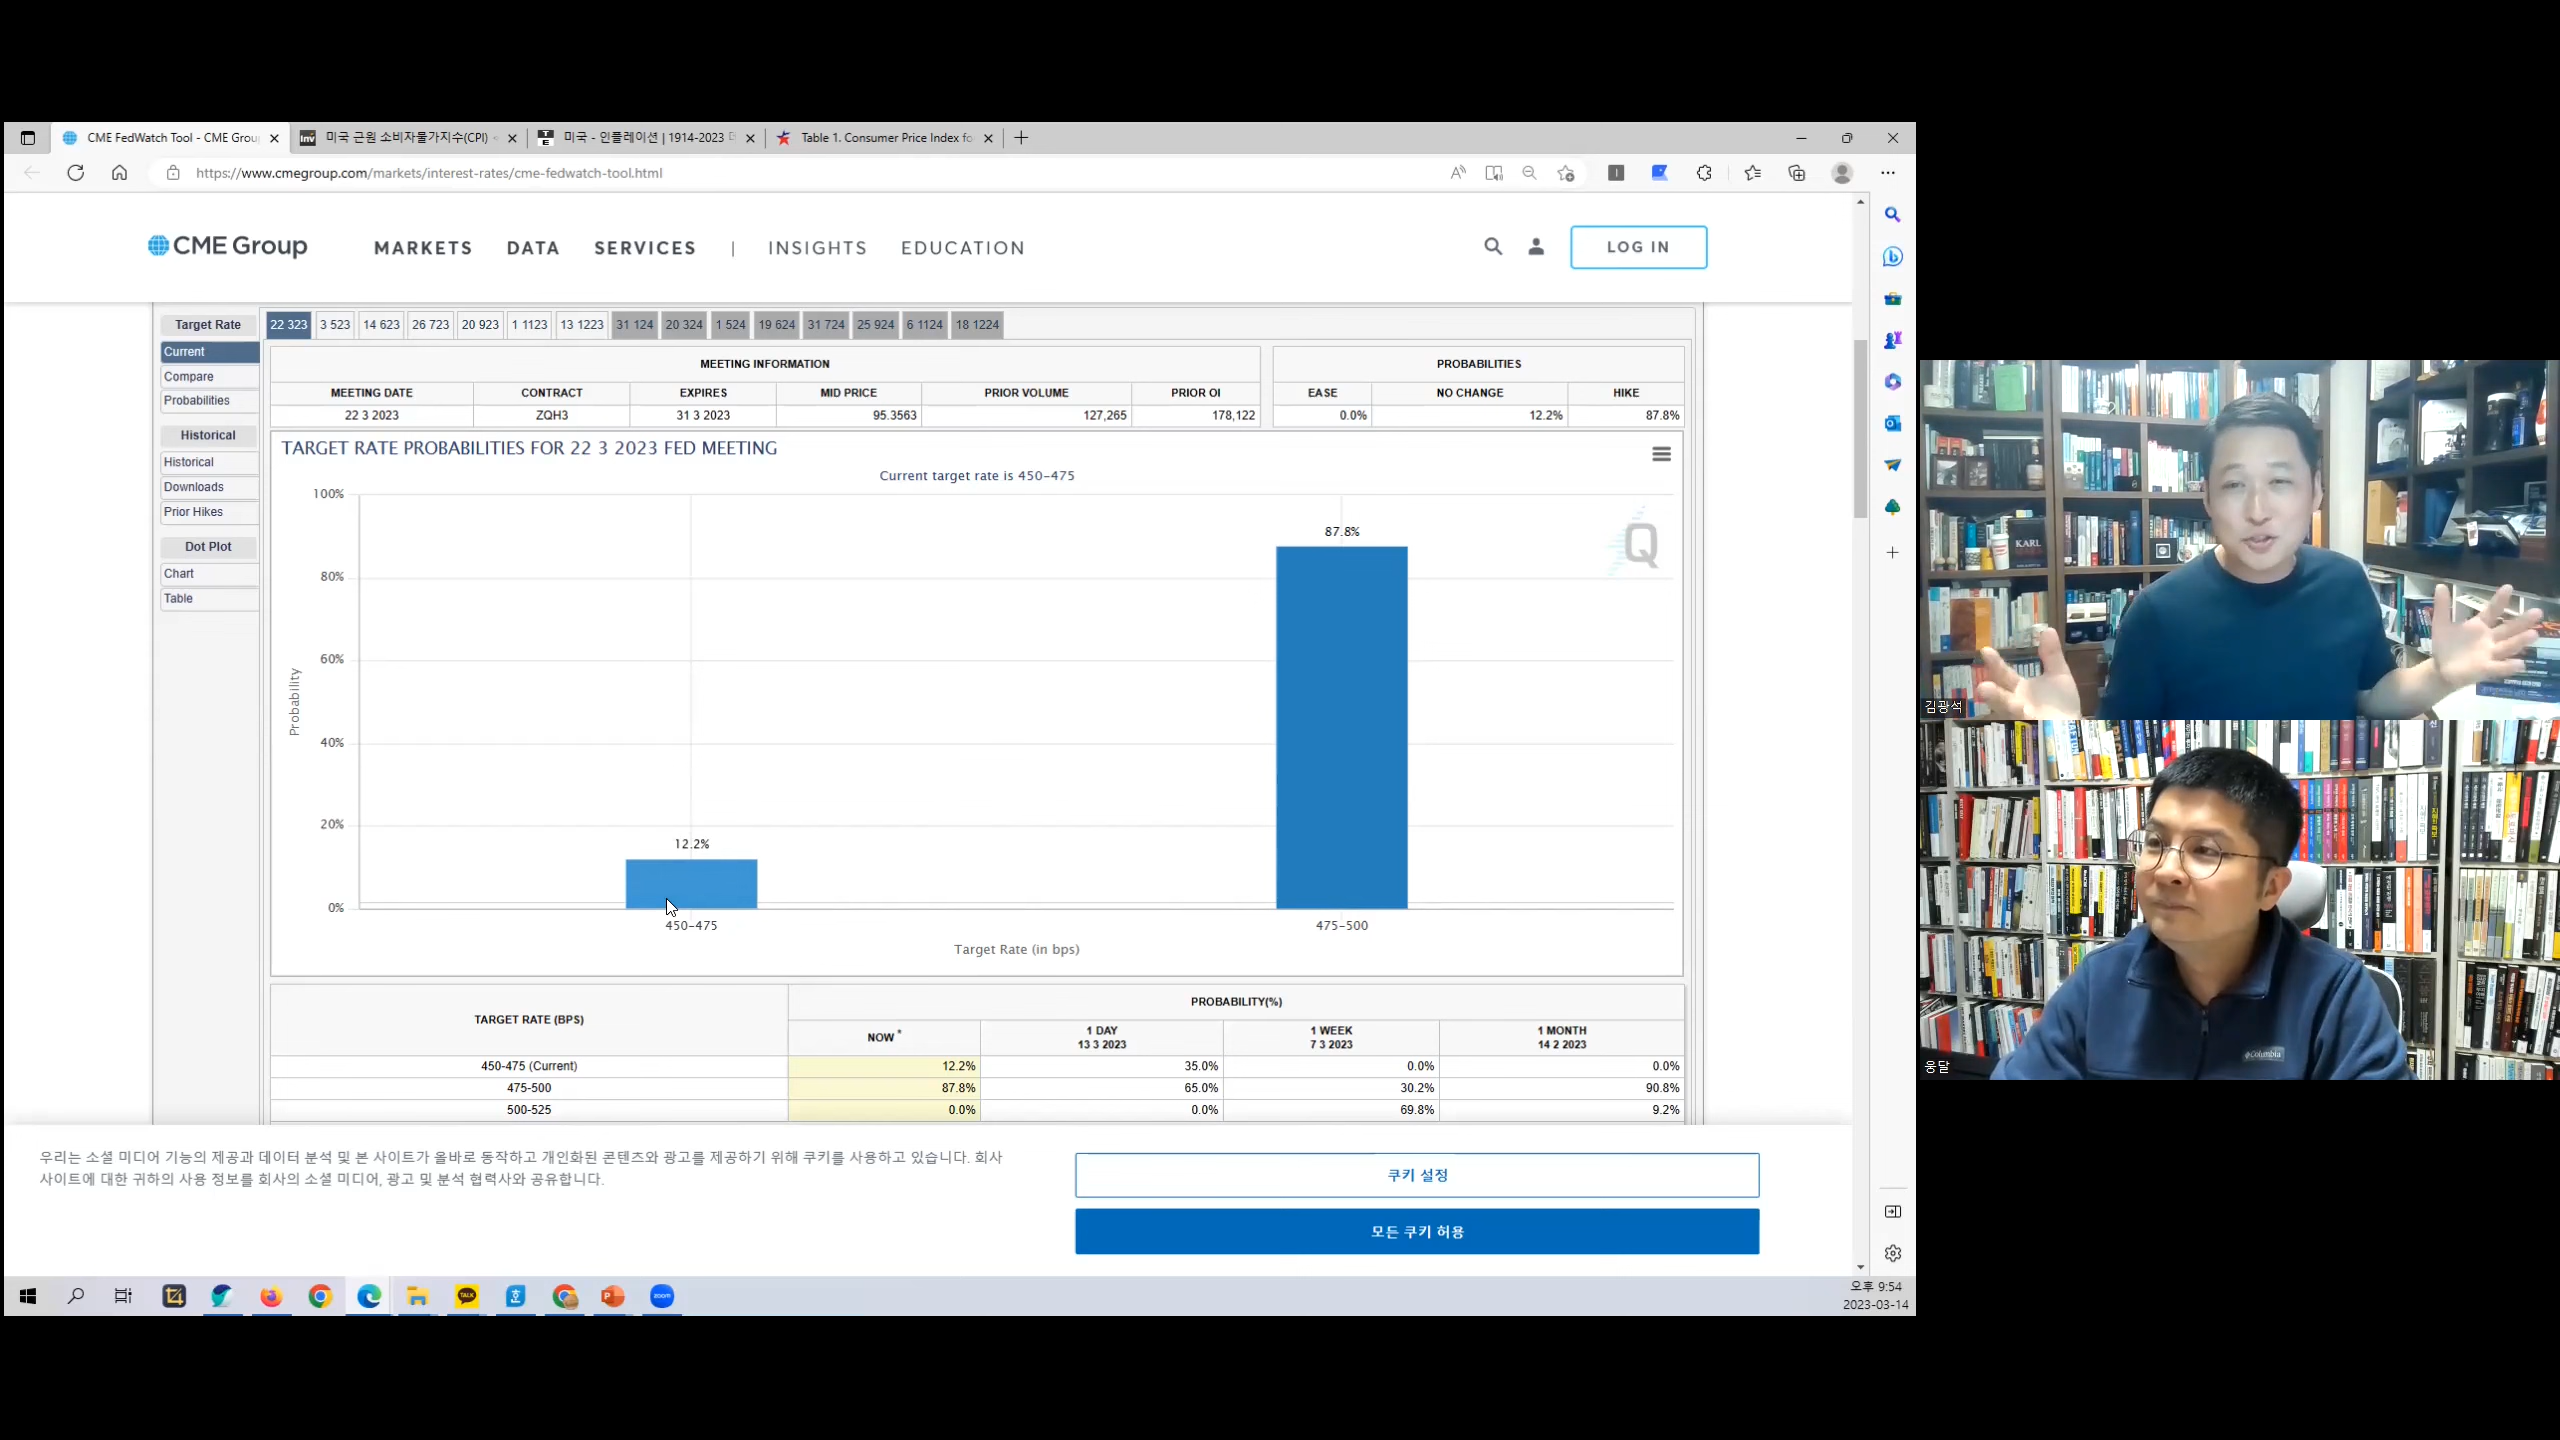 CME FedWatch Tool - CME Grou
미국 근원 소비자물가지수(CPI)
미국 - 인플레이션 | 1914-2023
Table 1. Consumer Price Index fo
https://www.cmegroup.com/markets/interest-rates/cme-fedwatch-tool.html
CME Group
MARKETS DATA SERVICES | INSIGHTS EDUCATION
LOG IN
Target Rate
Current
Compare
Probabilities
Historical
Historical
Downloads
Prior Hikes
Dot Plot
Chart
Table
22 323 3 523 14 623 26 723 20 923 1 1123 13 1223 31 124 20 324 1 524 19 624 31 724 25 924 6 1124 18 1224
MEETING INFORMATION
MEETING DATE CONTRACT EXPIRES MID PRICE PRIOR VOLUME PRIOR OI
22 3 2023 ZQH3 31 3 2023 95.3563 127,265 178,122
PROBABILITIES
EASE NO CHANGE HIKE
0.0% 12.2% 87.8%
TARGET RATE PROBABILITIES FOR 22 3 2023 FED MEETING
Current target rate is 450-475
Probability
100%
80%
60%
40%
20%
0%
12.2%
87.8%
450-475
475-500
Target Rate (in bps)
Q
TARGET RATE (BPS) PROBABILITY(%)
NOW * 1 DAY 1 WEEK 1 MONTH
13 3 2023 7 3 2023 14 2 2023
450-475 (Current) 12.2% 35.0% 0.0% 0.0%
475-500 87.8% 65.0% 30.2% 90.8%
500-525 0.0% 0.0% 69.8% 9.2%
우리는 소셜 미디어 기능의 제공과 데이터 분석 및 본 사이트가 올바로 동작하고 개인화된 콘텐츠와 광고를 제공하기 위해 쿠키를 사용하고 있습니다. 회사
사이트에 대한 귀하의 사용 정보를 회사의 소셜 미디어, 광고 및 분석 협력사와 공유합니다.
쿠키 설정
모든 쿠키 허용
오후 9:54
2023-03-14
KARL
김광석
Columbia
웅달